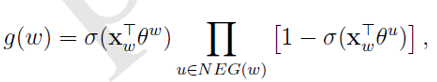 g(w) = σ(x_w^⊤ θ^w) ∏_{u∈NEG(w)} [1 − σ(x_w^⊤ θ^u)] ,